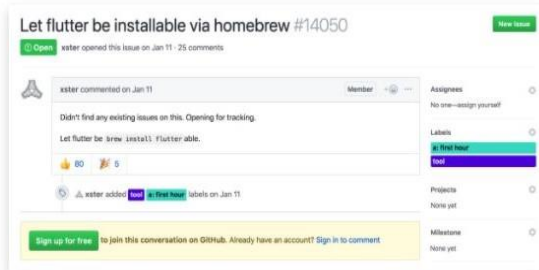 Let flutter be installable via homebrew #14050
New issue
Open xster opened this issue on Jan 11 · 25 comments
xster commented on Jan 11
Member
Didn't find any existing issues on this. Opening for tracking.
Let flutter be brew install flutter able.
80 5
xster added tool a: first hour labels on Jan 11
Sign up for free to join this conversation on GitHub. Already have an account? Sign in to comment
Assignees
No one—assign yourself
Labels
a: first hour
tool
Projects
None yet
Milestone
None yet